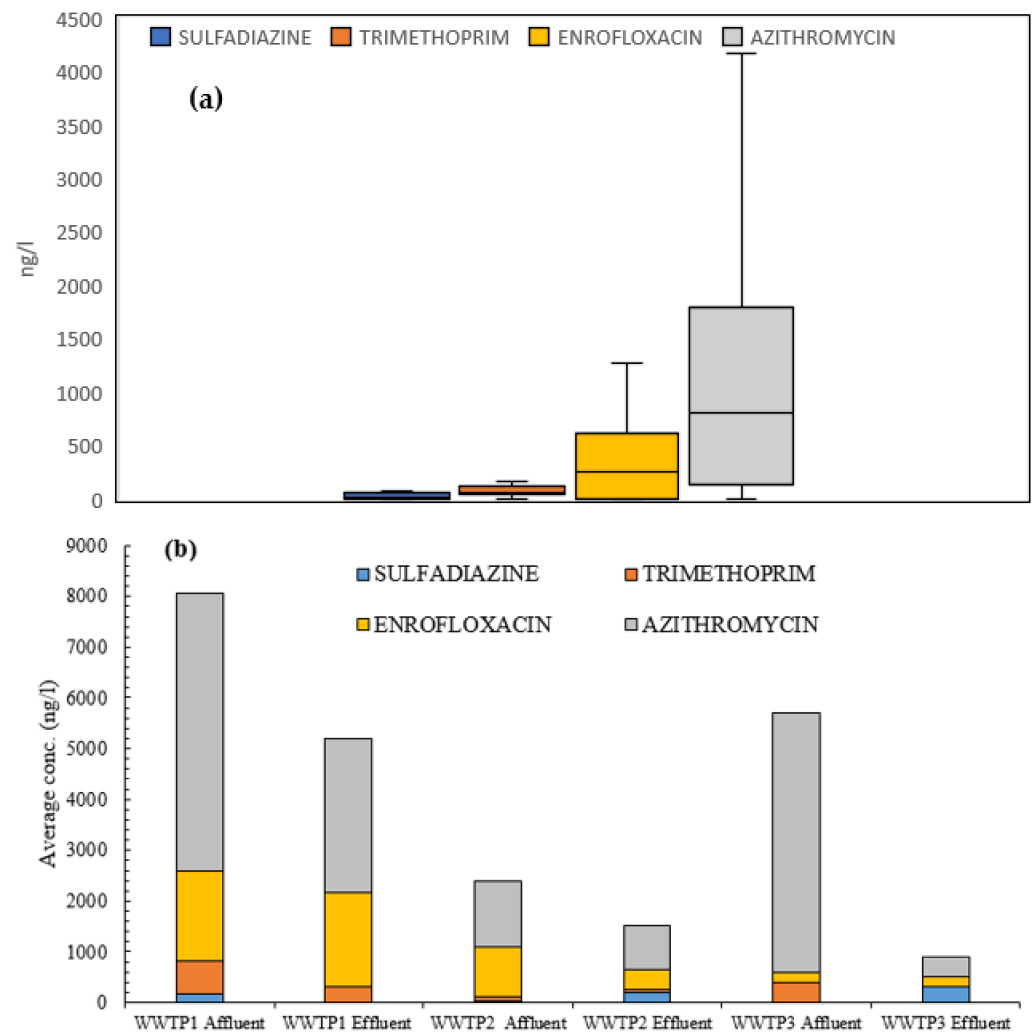 4500
SULFADIAZINE TRIMETHOPRIM ENROFLOXACIN AZITHROMYCIN
4000
(a)
3500
3000
2500
ng/l
2000
1500
1000
500
0
9000
(b)
SULFADIAZINE TRIMETHOPRIM
8000
ENROFLOXACIN AZITHROMYCIN
7000
6000
5000
Average conc. (ng/l)
4000
3000
2000
1000
0
WWTP1 Affluent WWTP1 Effluent WWTP2 Affluent WWTP2 Effluent WWTP3 Affluent WWTP3 Effluent